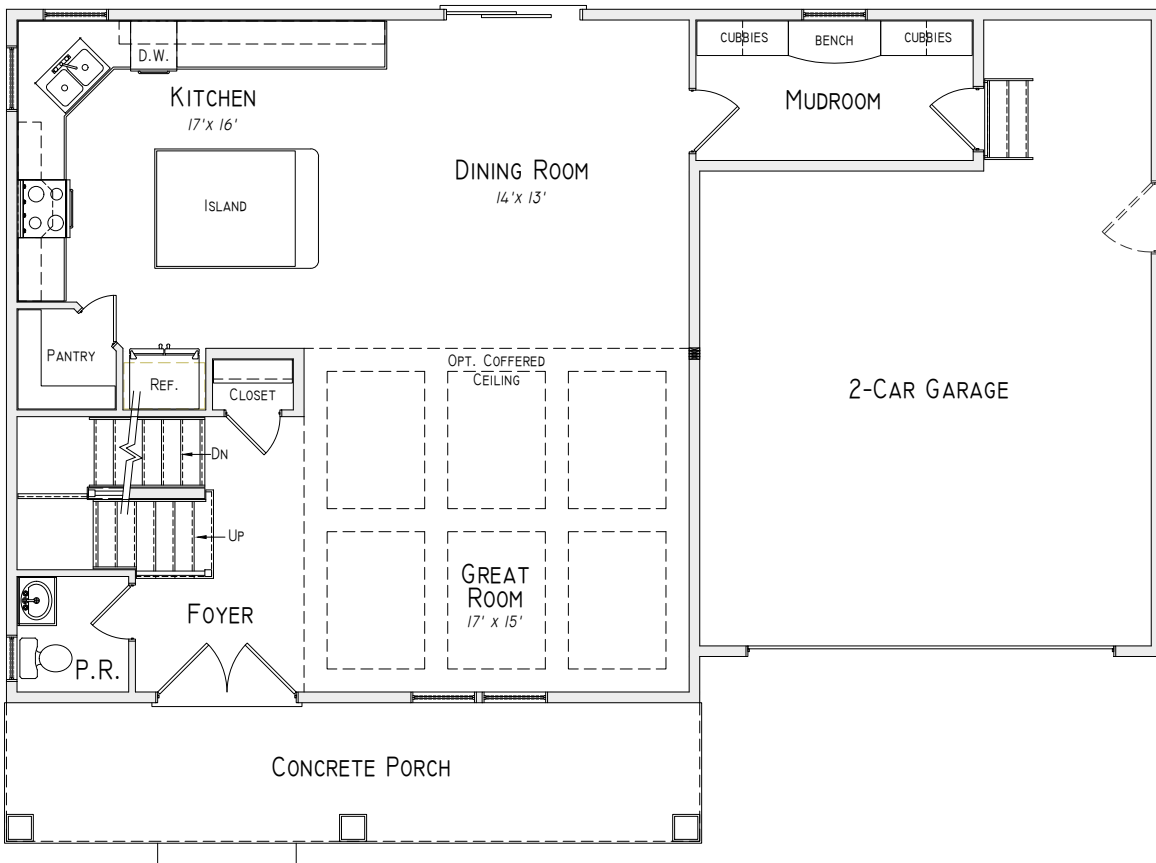 CUBBIES
BENCH
CUBBIES
D.W.
KITCHEN
17'x 16'
MUDROOM
DINING ROOM
14'x 13'
ISLAND
PANTRY
REF.
CLOSET
OPT. COFFERED
CEILING
2-CAR GARAGE
DN
UP
GREAT
ROOM
17' x 15'
FOYER
P.R.
CONCRETE PORCH